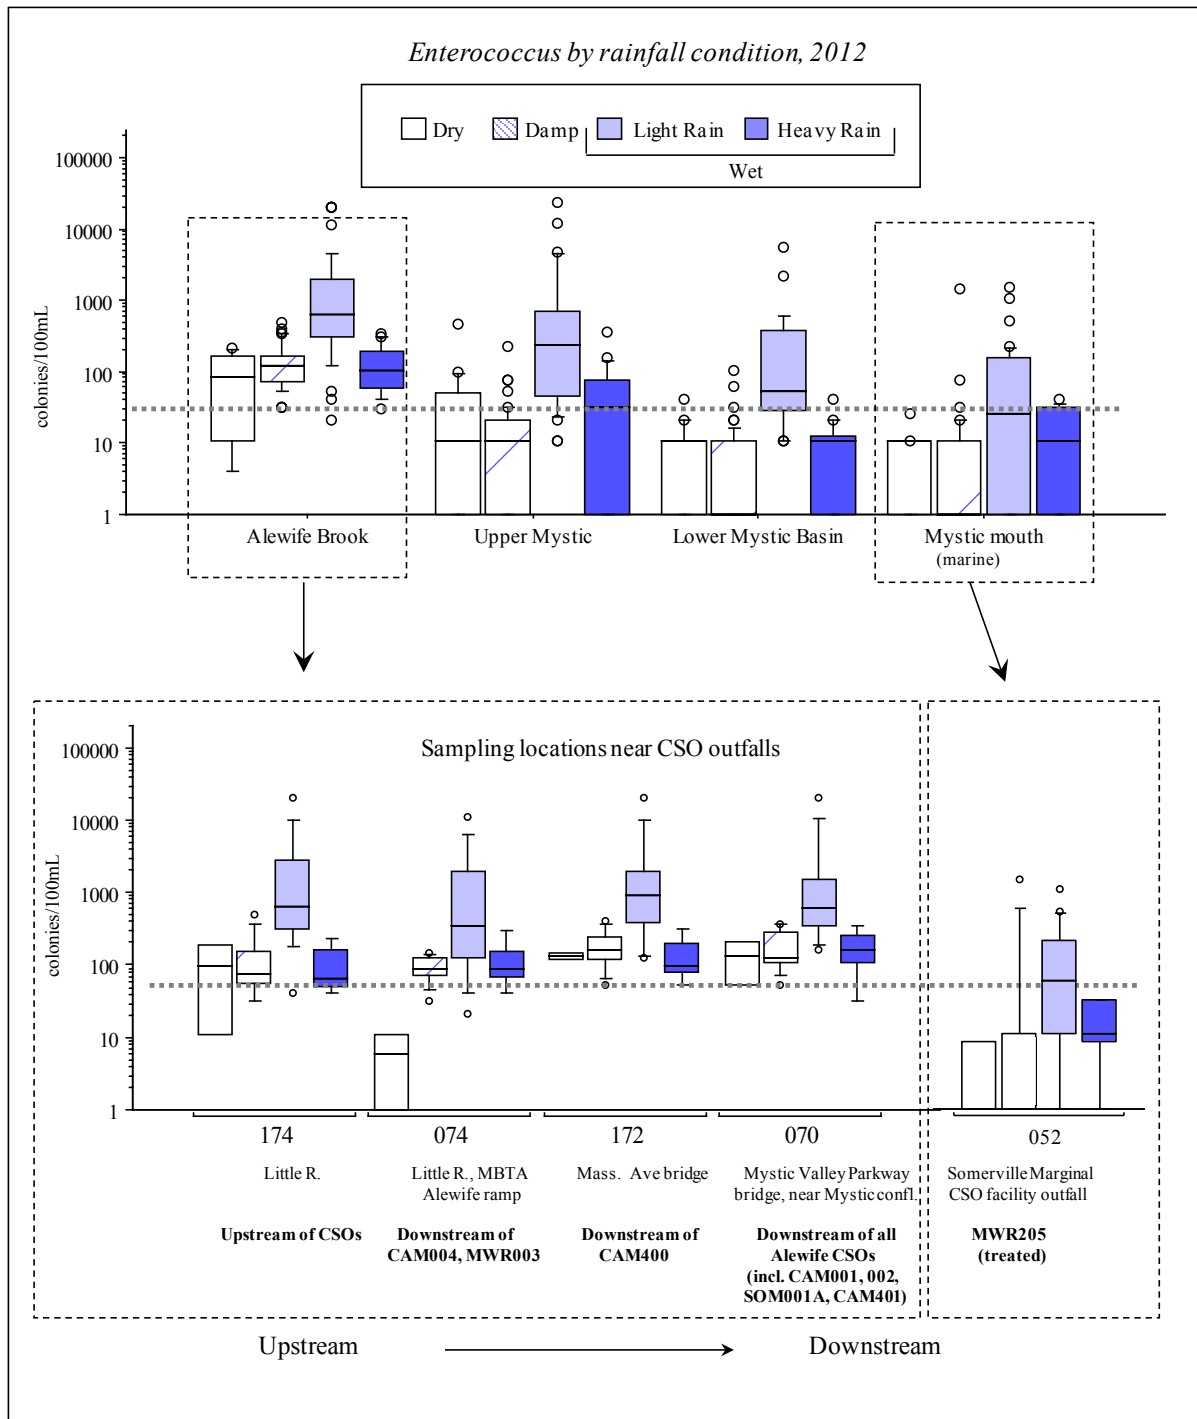 Enterococcus by rainfall condition, 2012
Dry Damp Light Rain Heavy Rain
Wet
colonies/100mL
100000
10000
1000
100
10
1
Alewife Brook Upper Mystic Lower Mystic Basin Mystic mouth
(marine)
Sampling locations near CSO outfalls
colonies/100mL
100000
10000
1000
100
10
1
174 074 172 070 052
Little R. Little R., MBTA Mass. Ave bridge Mystic Valley Parkway Somerville Marginal
Alewife ramp bridge, near Mystic confl. CSO facility outfall
Upstream of CSOs Downstream of Downstream of Downstream of all MWR205
CAM004, MWR003 CAM400 Alewife CSOs (treated)
(incl. CAM001, 002,
SOM001A, CAM401)
Upstream Downstream